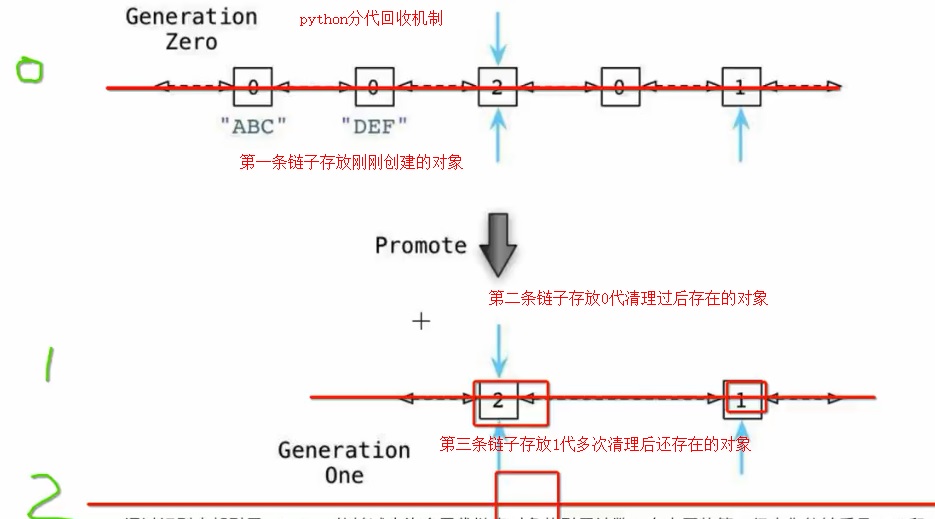 Generation
Zero
python分代回收机制
0
0
0
2
0
1
"ABC"
"DEF"
第一条链子存放刚刚创建的对象
Promote
第二条链子存放0代清理过后存在的对象
1
2
1
第三条链子存放1代多次清理后还存在的对象
Generation
One
2